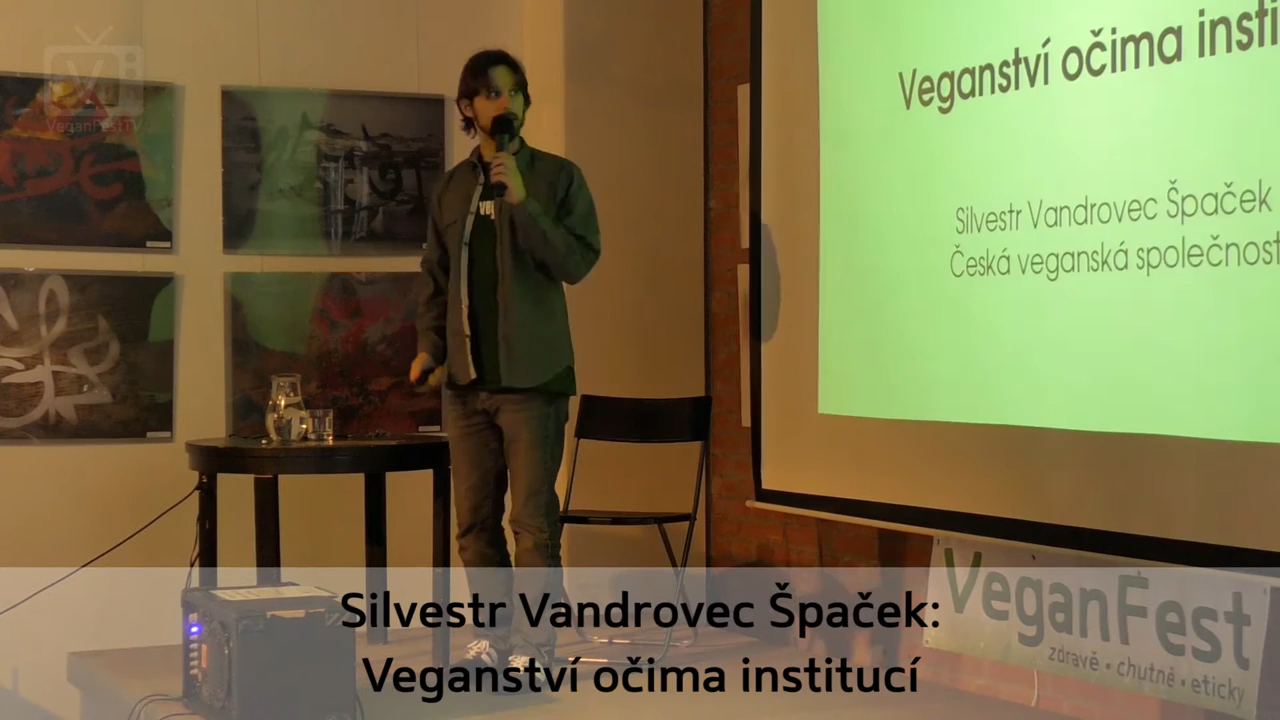 VeganFestTV
Veganství očima insti
Silvestr Vandrovec Špaček
Česká veganská společnost
VeganFest
zdravě • chutně • eticky
Silvestr Vandrovec Špaček:
Veganství očima institucí